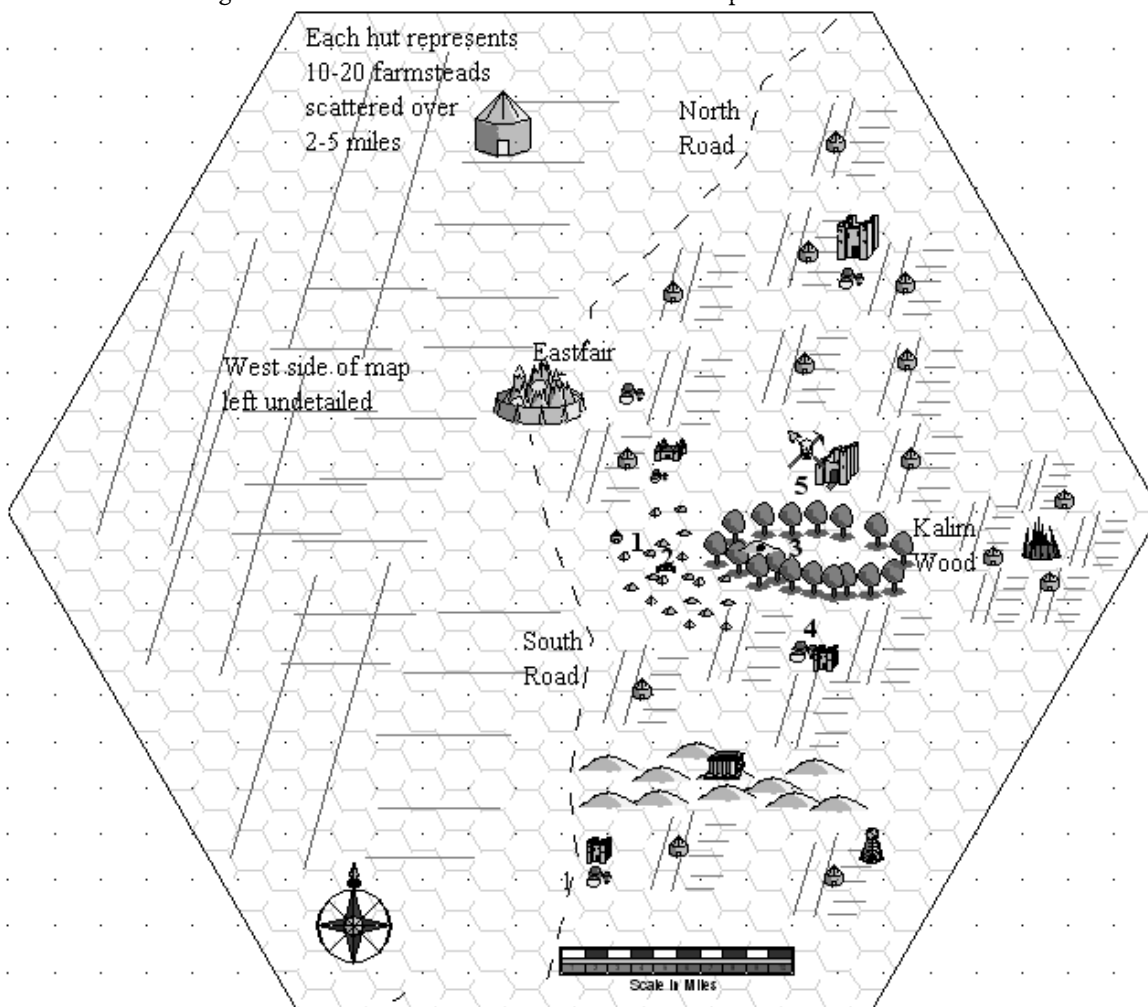 Each hut represents
10-20 farmsteads
scattered over
2-5 miles
North
Road
Eastfair
West side of map
left undetailed
5
Kalim
Wood
1
2
3
4
South
Road
1
Scale in Miles